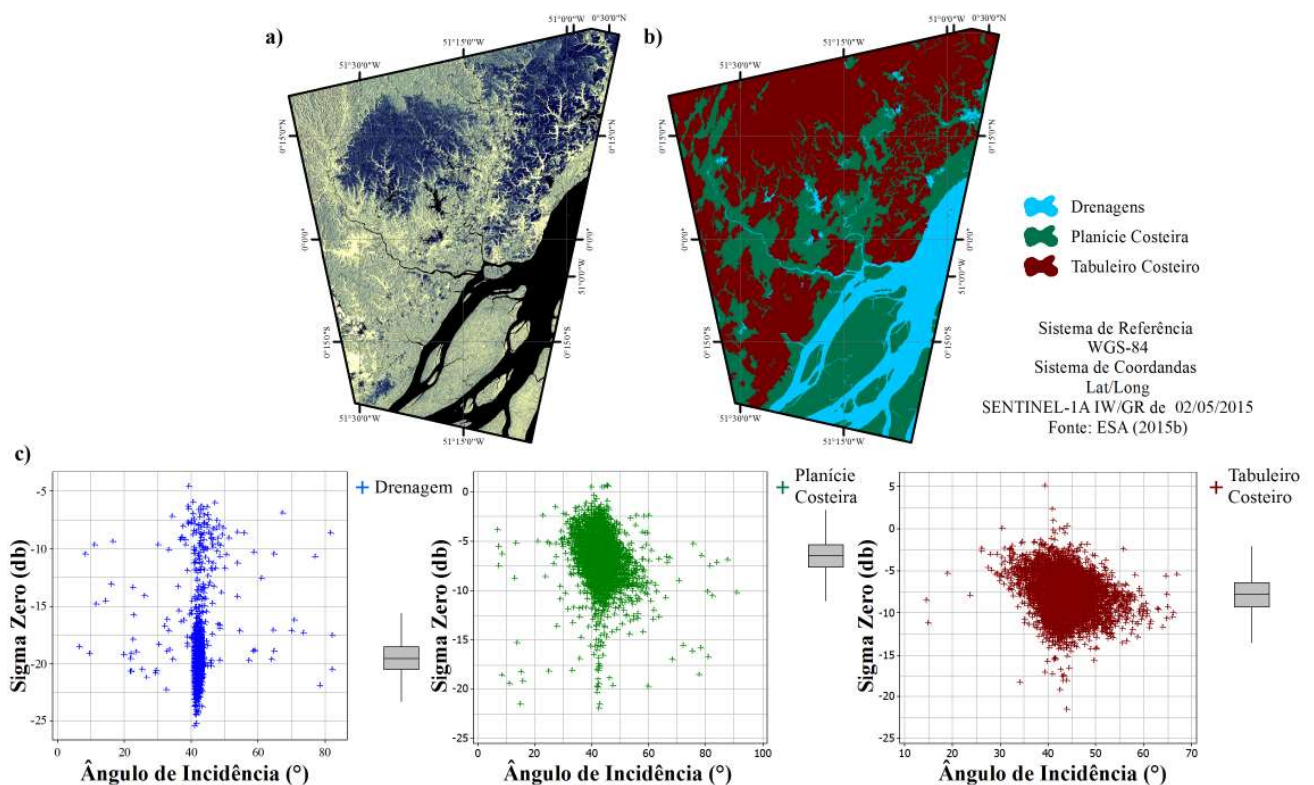 a)
51°30'0"W
51°15'0"W
51°0'0"W
0°30'0"N
0°15'0"N
0°15'0"N
0°0'0"
0°0'0"
51°0'0"W
0°15'0"S
0°15'0"S
51°30'0"W
51°15'0"W
b)
51°30'0"W
51°15'0"W
51°0'0"W
0°30'0"N
0°15'0"N
0°15'0"N
0°0'0"
0°0'0"
51°0'0"W
0°15'0"S
0°15'0"S
51°30'0"W
51°15'0"W
Drenagens
Planície Costeira
Tabuleiro Costeiro
Sistema de Referência
WGS-84
Sistema de Coordandas
Lat/Long
SENTINEL-1A IW/GR de 02/05/2015
Fonte: ESA (2015b)
c)
Sigma Zero (db)
-5
-10
-15
-20
-25
0
20
40
60
80
Ângulo de Incidência (°)
Drenagem
Sigma Zero (db)
0
-5
-10
-15
-20
-25
0
20
40
60
80
100
Ângulo de Incidência (°)
Planície
Costeira
Sigma Zero (db)
5
0
-5
-10
-15
-20
-25
10
20
30
40
50
60
70
Ângulo de Incidência (°)
Tabuleiro
Costeiro